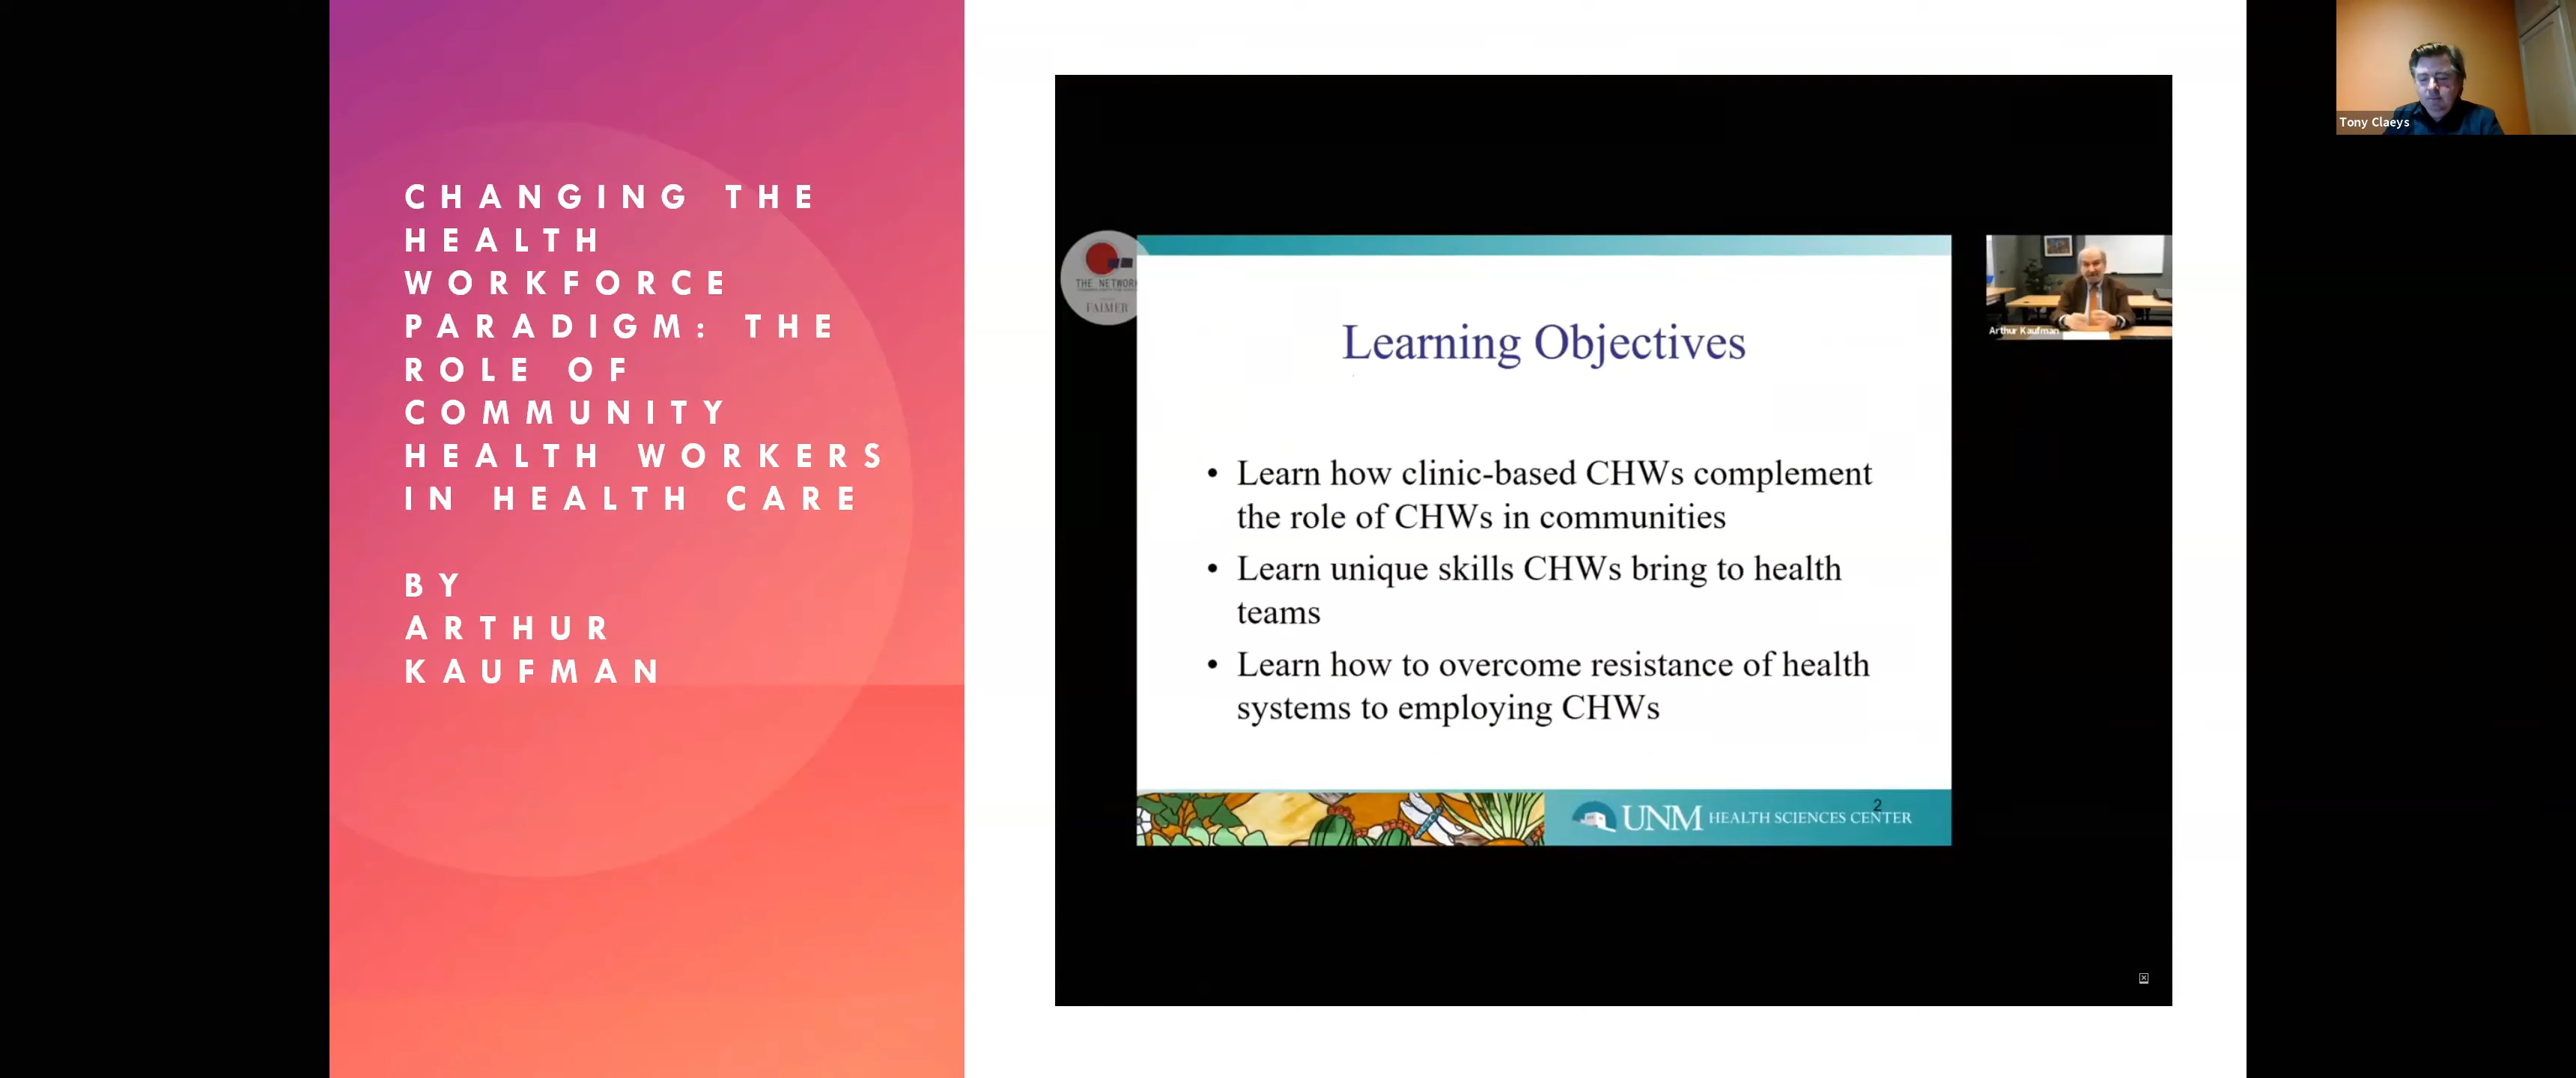 CHANGING THE
HEALTH
WORKFORCE
PARADIGM: THE
ROLE OF
COMMUNITY
HEALTH WORKERS
IN HEALTH CARE
BY
ARTHUR
KAUFMAN
THE NETWORK
FAIMER
Learning Objectives
• Learn how clinic-based CHWs complement
the role of CHWs in communities
• Learn unique skills CHWs bring to health
teams
• Learn how to overcome resistance of health
systems to employing CHWs
2
UNM HEALTH SCIENCES CENTER
Arthur Kaufman
Tony Claeys